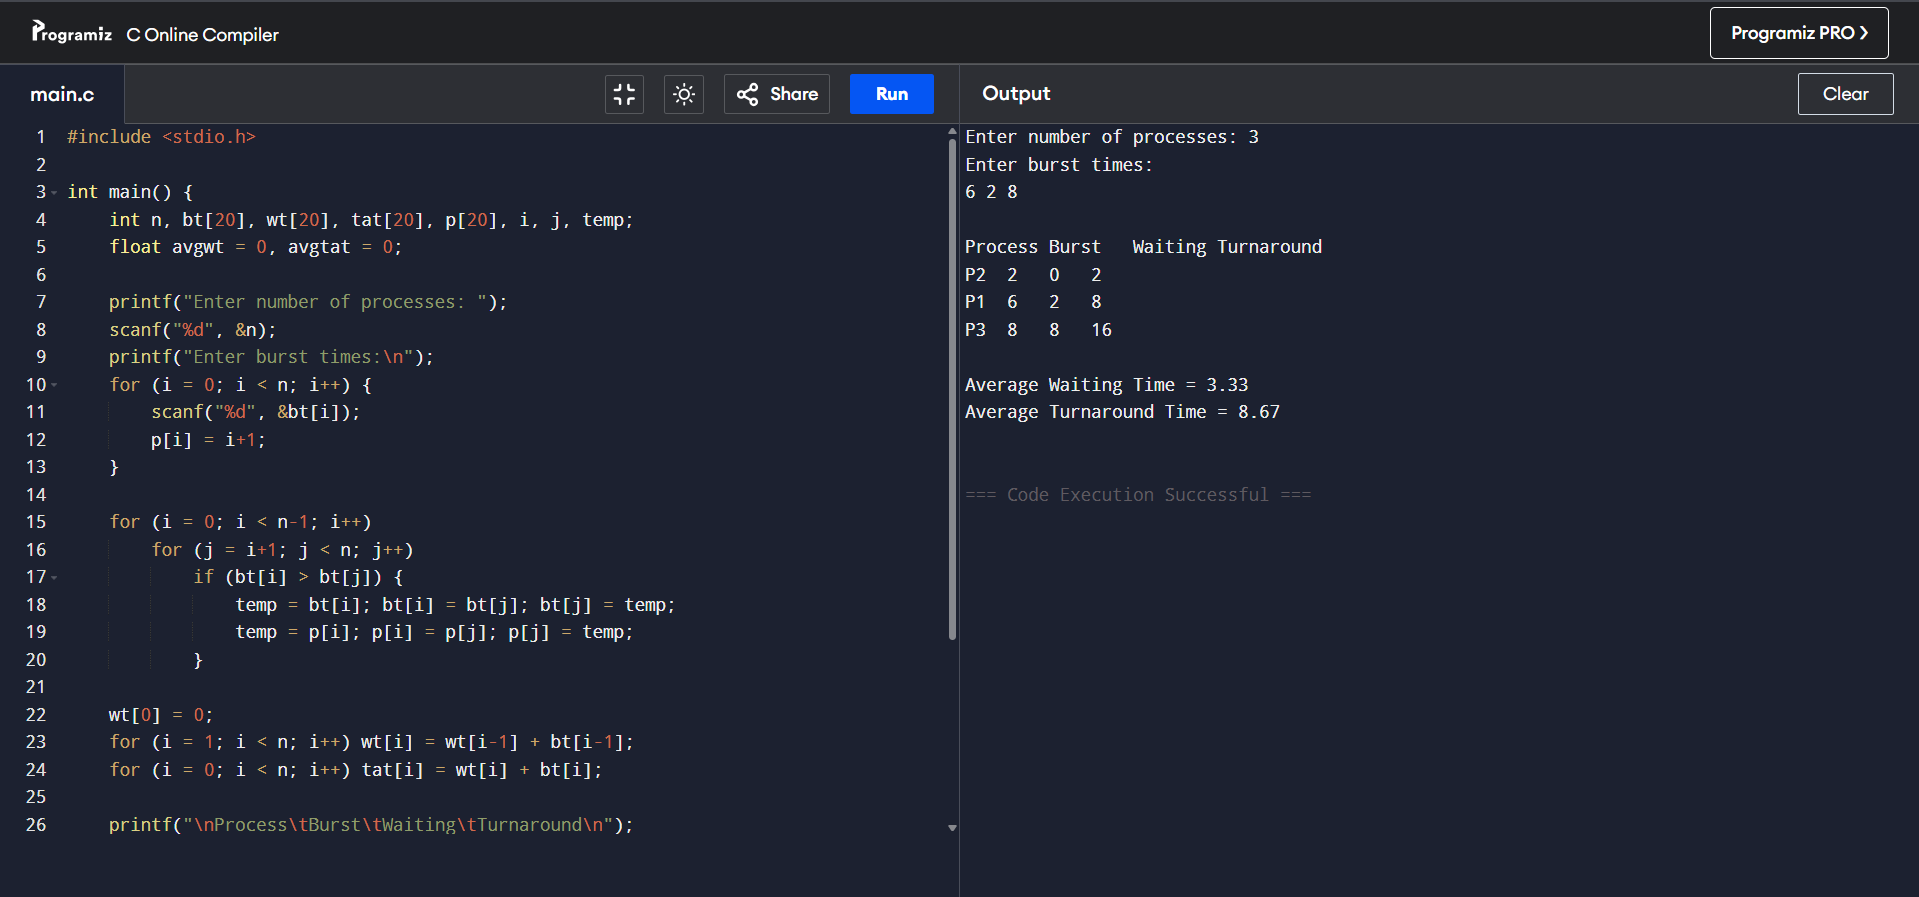 Programiz C Online Compiler
Programiz PRO
main.c
Share
Run
Output
Clear
1 #include <stdio.h>
2
3 int main() {
4     int n, bt[20], wt[20], tat[20], p[20], i, j, temp;
5     float avgwt = 0, avgtat = 0;
6
7     printf("Enter number of processes: ");
8     scanf("%d", &n);
9     printf("Enter burst times:\n");
10     for (i = 0; i < n; i++) {
11         scanf("%d", &bt[i]);
12         p[i] = i+1;
13     }
14
15     for (i = 0; i < n-1; i++)
16         for (j = i+1; j < n; j++)
17             if (bt[i] > bt[j]) {
18                 temp = bt[i]; bt[i] = bt[j]; bt[j] = temp;
19                 temp = p[i]; p[i] = p[j]; p[j] = temp;
20             }
21
22     wt[0] = 0;
23     for (i = 1; i < n; i++) wt[i] = wt[i-1] + bt[i-1];
24     for (i = 0; i < n; i++) tat[i] = wt[i] + bt[i];
25
26     printf("\nProcess\tBurst\tWaiting\tTurnaround\n");
Enter number of processes: 3
Enter burst times:
6 2 8
Process Burst   Waiting Turnaround
P2  2   0   2
P1  6   2   8
P3  8   8   16
Average Waiting Time = 3.33
Average Turnaround Time = 8.67
=== Code Execution Successful ===